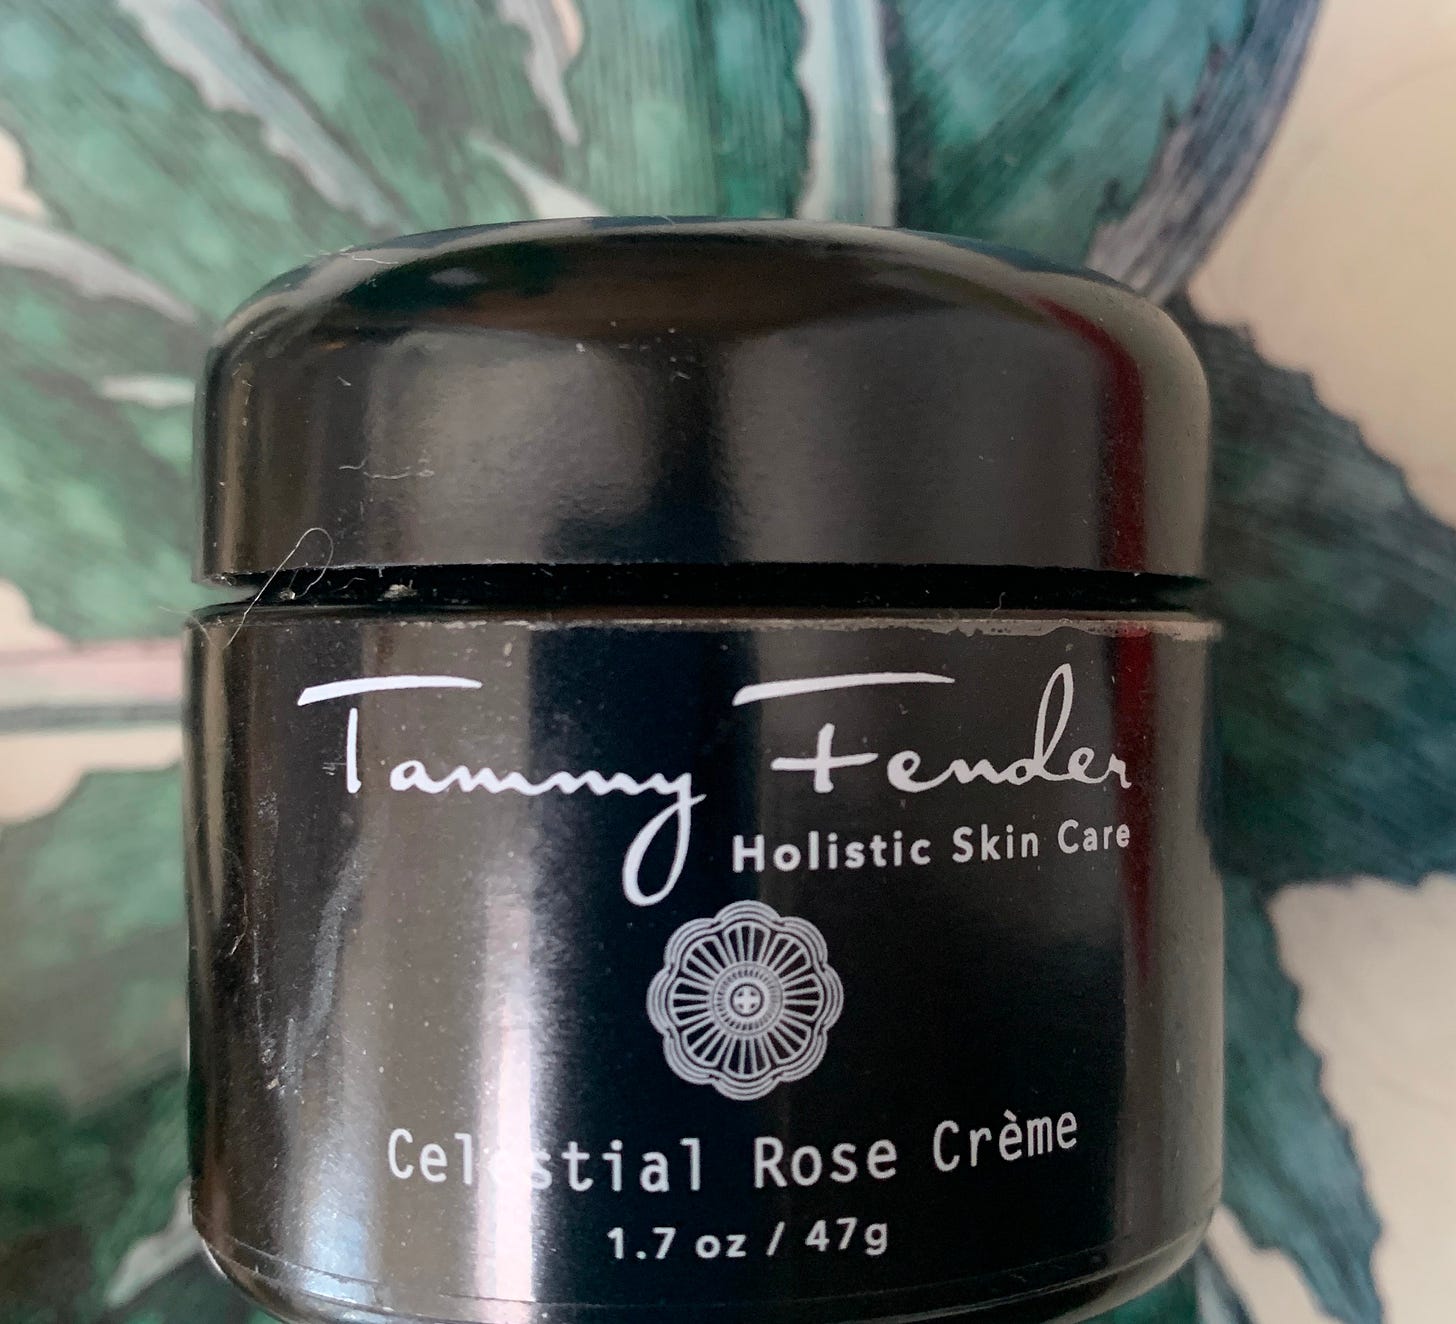 Tammy Fender
Holistic Skin Care
Celestial Rose Crème
1.7 oz / 47g